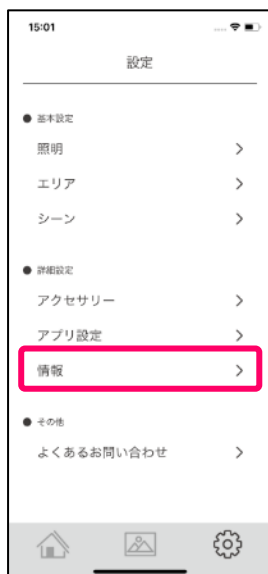 15:01
設定
基本設定
照明
エリア
シーン
詳細設定
アクセサリー
アプリ設定
情報
その他
よくあるお問い合わせ